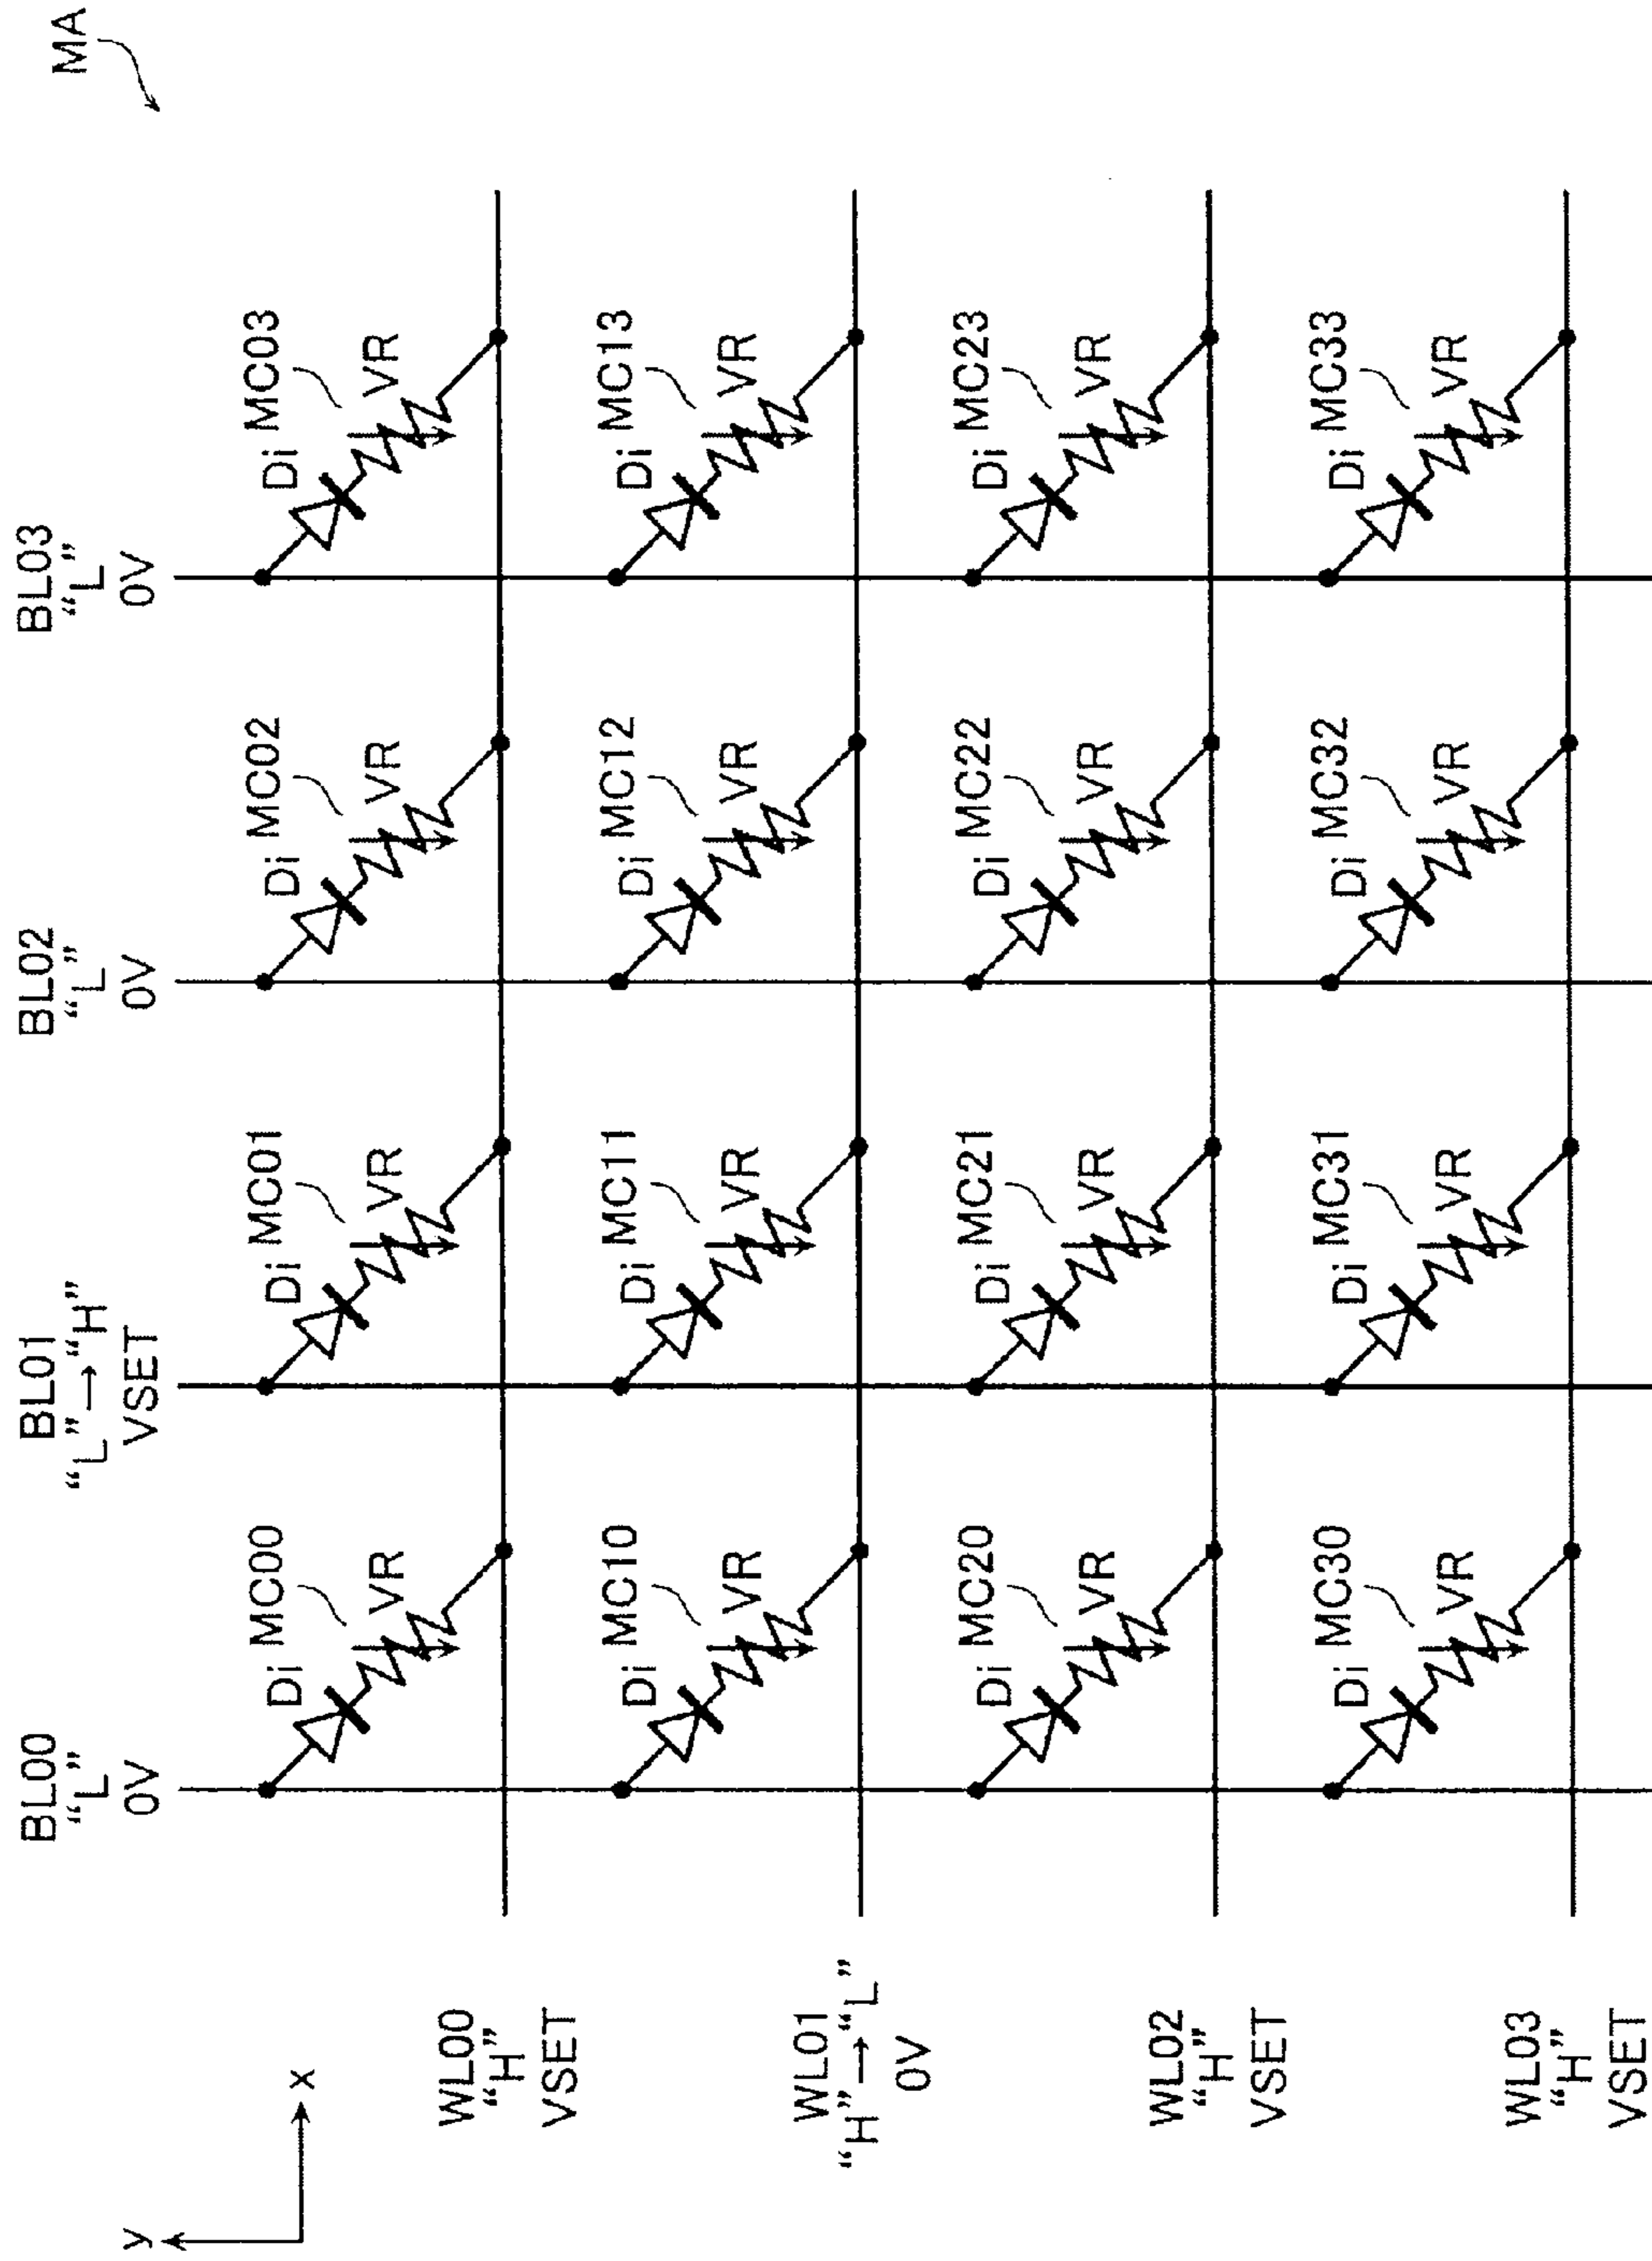 MA
BL00
“L”
0V
BL01
“L”→“H”
VSET
BL02
“L”
0V
BL03
“L”
0V
Di MC00
VR
Di MC01
VR
Di MC02
VR
Di MC03
VR
WL00
“H”
VSET
Di MC10
VR
Di MC11
VR
Di MC12
VR
Di MC13
VR
WL01
“H”→“L”
0V
Di MC20
VR
Di MC21
VR
Di MC22
VR
Di MC23
VR
WL02
“H”
VSET
Di MC30
VR
Di MC31
VR
Di MC32
VR
Di MC33
VR
WL03
“H”
VSET
y
x